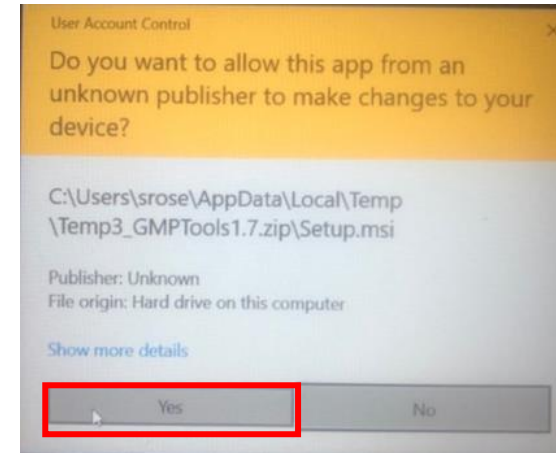 User Account Control
Do you want to allow this app from an
unknown publisher to make changes to your
device?
C:\Users\srose\AppData\Local\Temp
\Temp3_GMPTools1.7.zip\Setup.msi
Publisher: Unknown
File origin: Hard drive on this computer
Show more details
Yes No